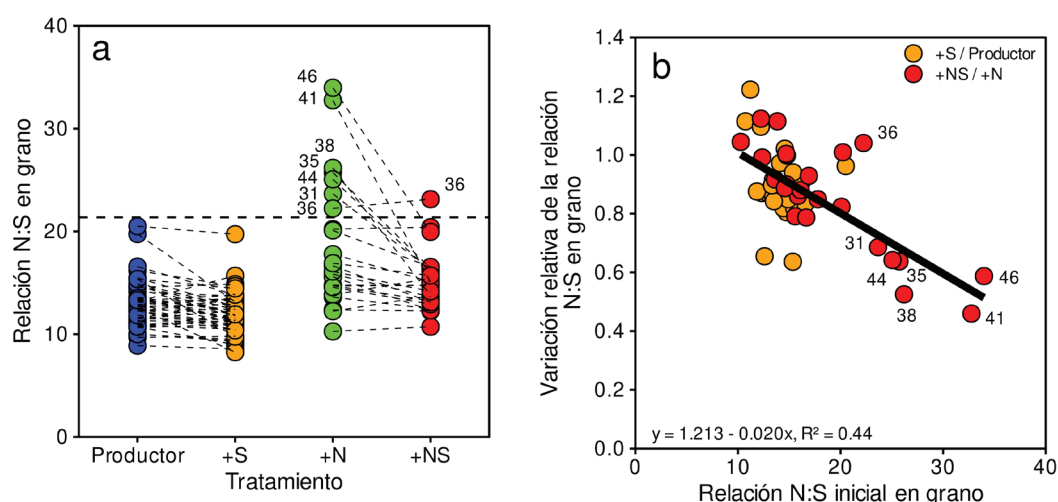 a
Relación N:S en grano
40
30
20
10
0
46
41
38
35
44
31
36
36
Productor
+S
+N
+NS
Tratamiento
b
Variación relativa de la relación
N:S en grano
1.4
1.2
1.0
0.8
0.6
0.4
0.2
0.0
+S / Productor
+NS / +N
36
31
44
35
46
38
41
y = 1.213 - 0.020x, R² = 0.44
0
10
20
30
40
Relación N:S inicial en grano